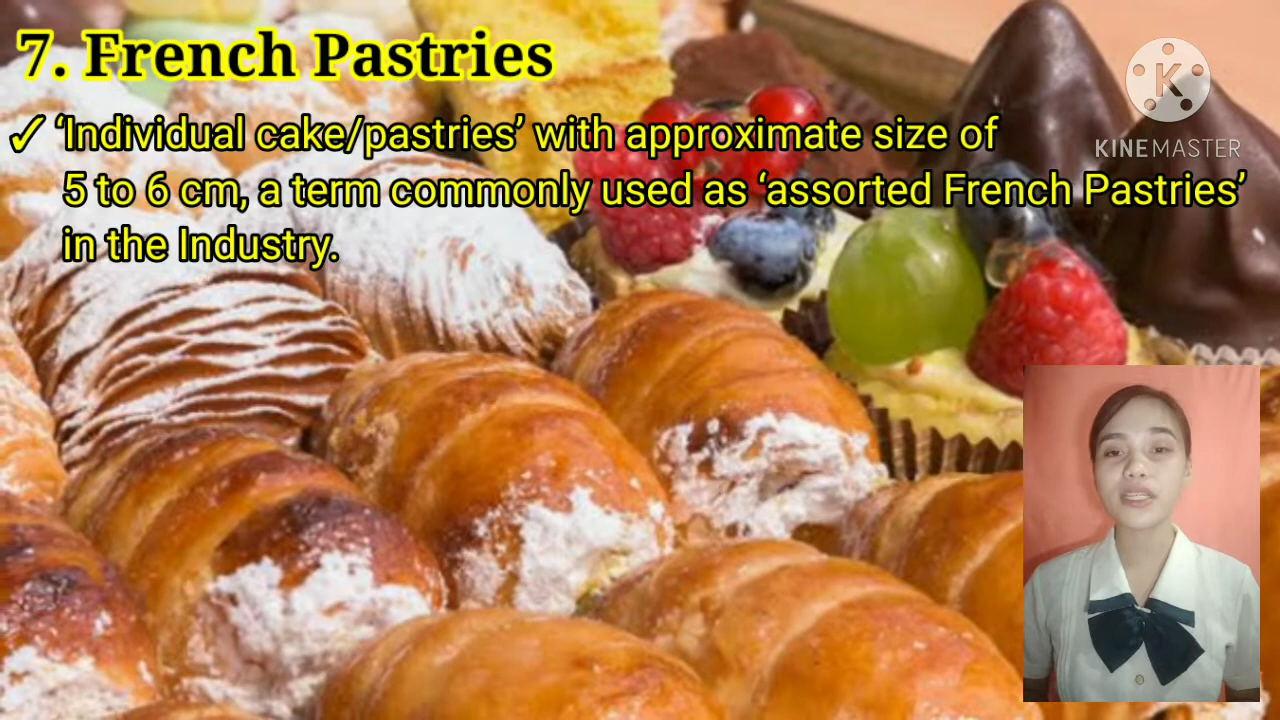 7. French Pastries
✓ ‘Individual cake/pastries’ with approximate size of
5 to 6 cm, a term commonly used as ‘assorted French Pastries’
in the Industry.
K
KINEMASTER